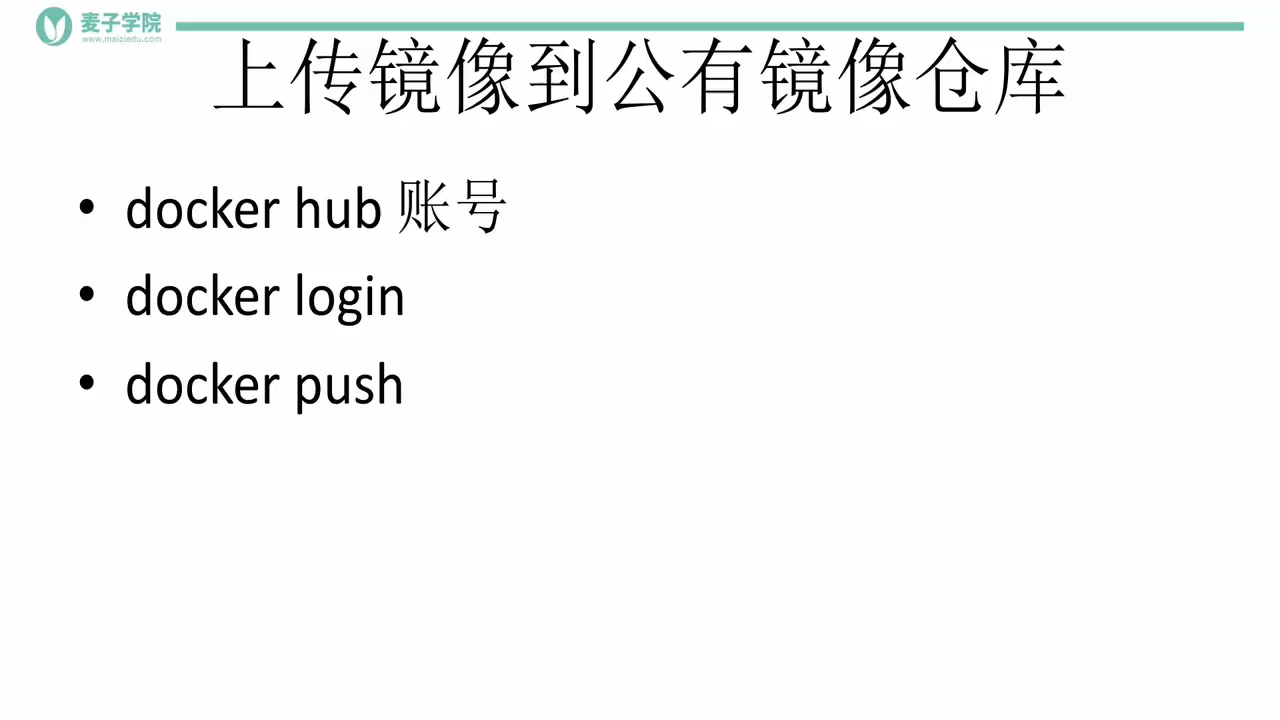 麦子学院
www.maiziedu.com
上传镜像到公有镜像仓库
• docker hub 账号
• docker login
• docker push